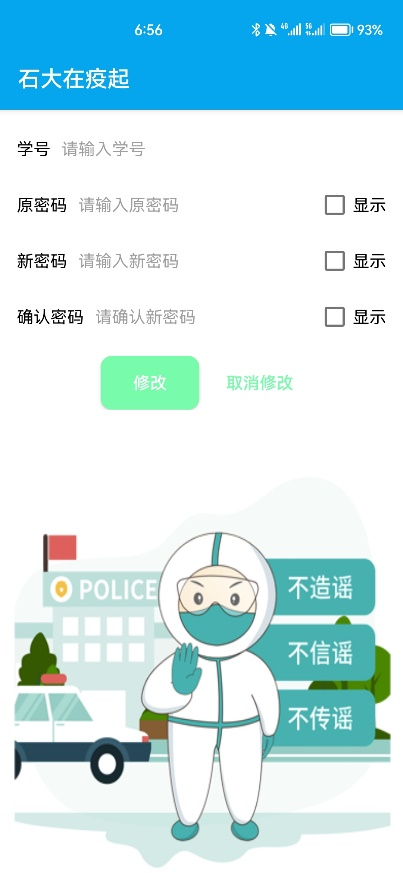 6:56 4G 5G 93%
石大在疫起
学号 请输入学号
原密码 请输入原密码 显示
新密码 请输入新密码 显示
确认密码 请确认新密码 显示
修改 取消修改
POLICE
不造谣
不信谣
不传谣